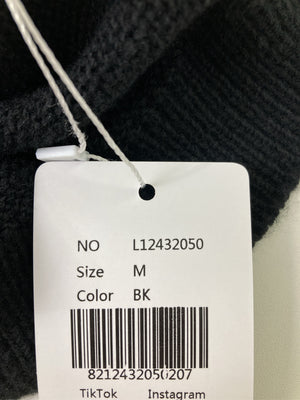 NO L12432050
Size M
Color BK
8212432050207
TikTok Instagram